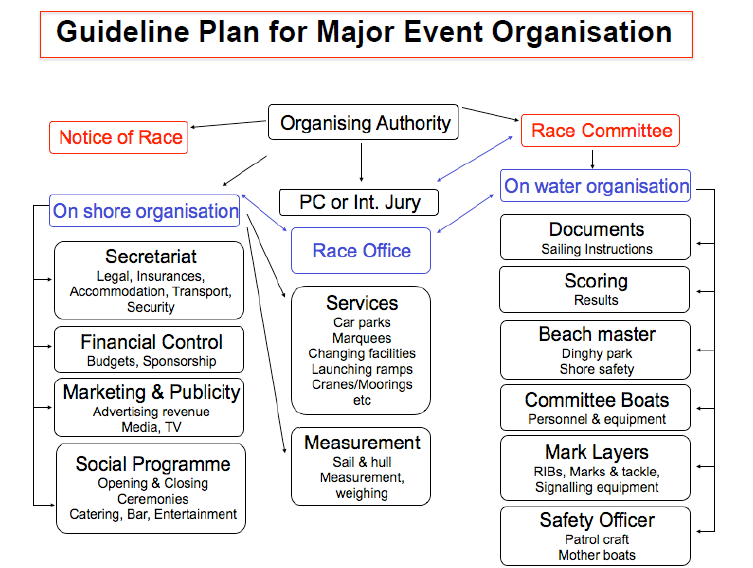 Guideline Plan for Major Event Organisation
Organising Authority
Notice of Race
Race Committee
PC or Int. Jury
On water organisation
On shore organisation
Race Office
Secretariat
Legal, Insurances,
Accommodation, Transport,
Security
Financial Control
Budgets, Sponsorship
Marketing & Publicity
Advertising revenue
Media, TV
Social Programme
Opening & Closing
Ceremonies
Catering, Bar, Entertainment
Services
Car parks
Marquees
Changing facilities
Launching ramps
Cranes/Moorings
etc
Measurement
Sail & hull
Measurement,
weighing
Documents
Sailing Instructions
Scoring
Results
Beach master
Dinghy park
Shore safety
Committee Boats
Personnel & equipment
Mark Layers
RIBs, Marks & tackle,
Signalling equipment
Safety Officer
Patrol craft
Mother boats